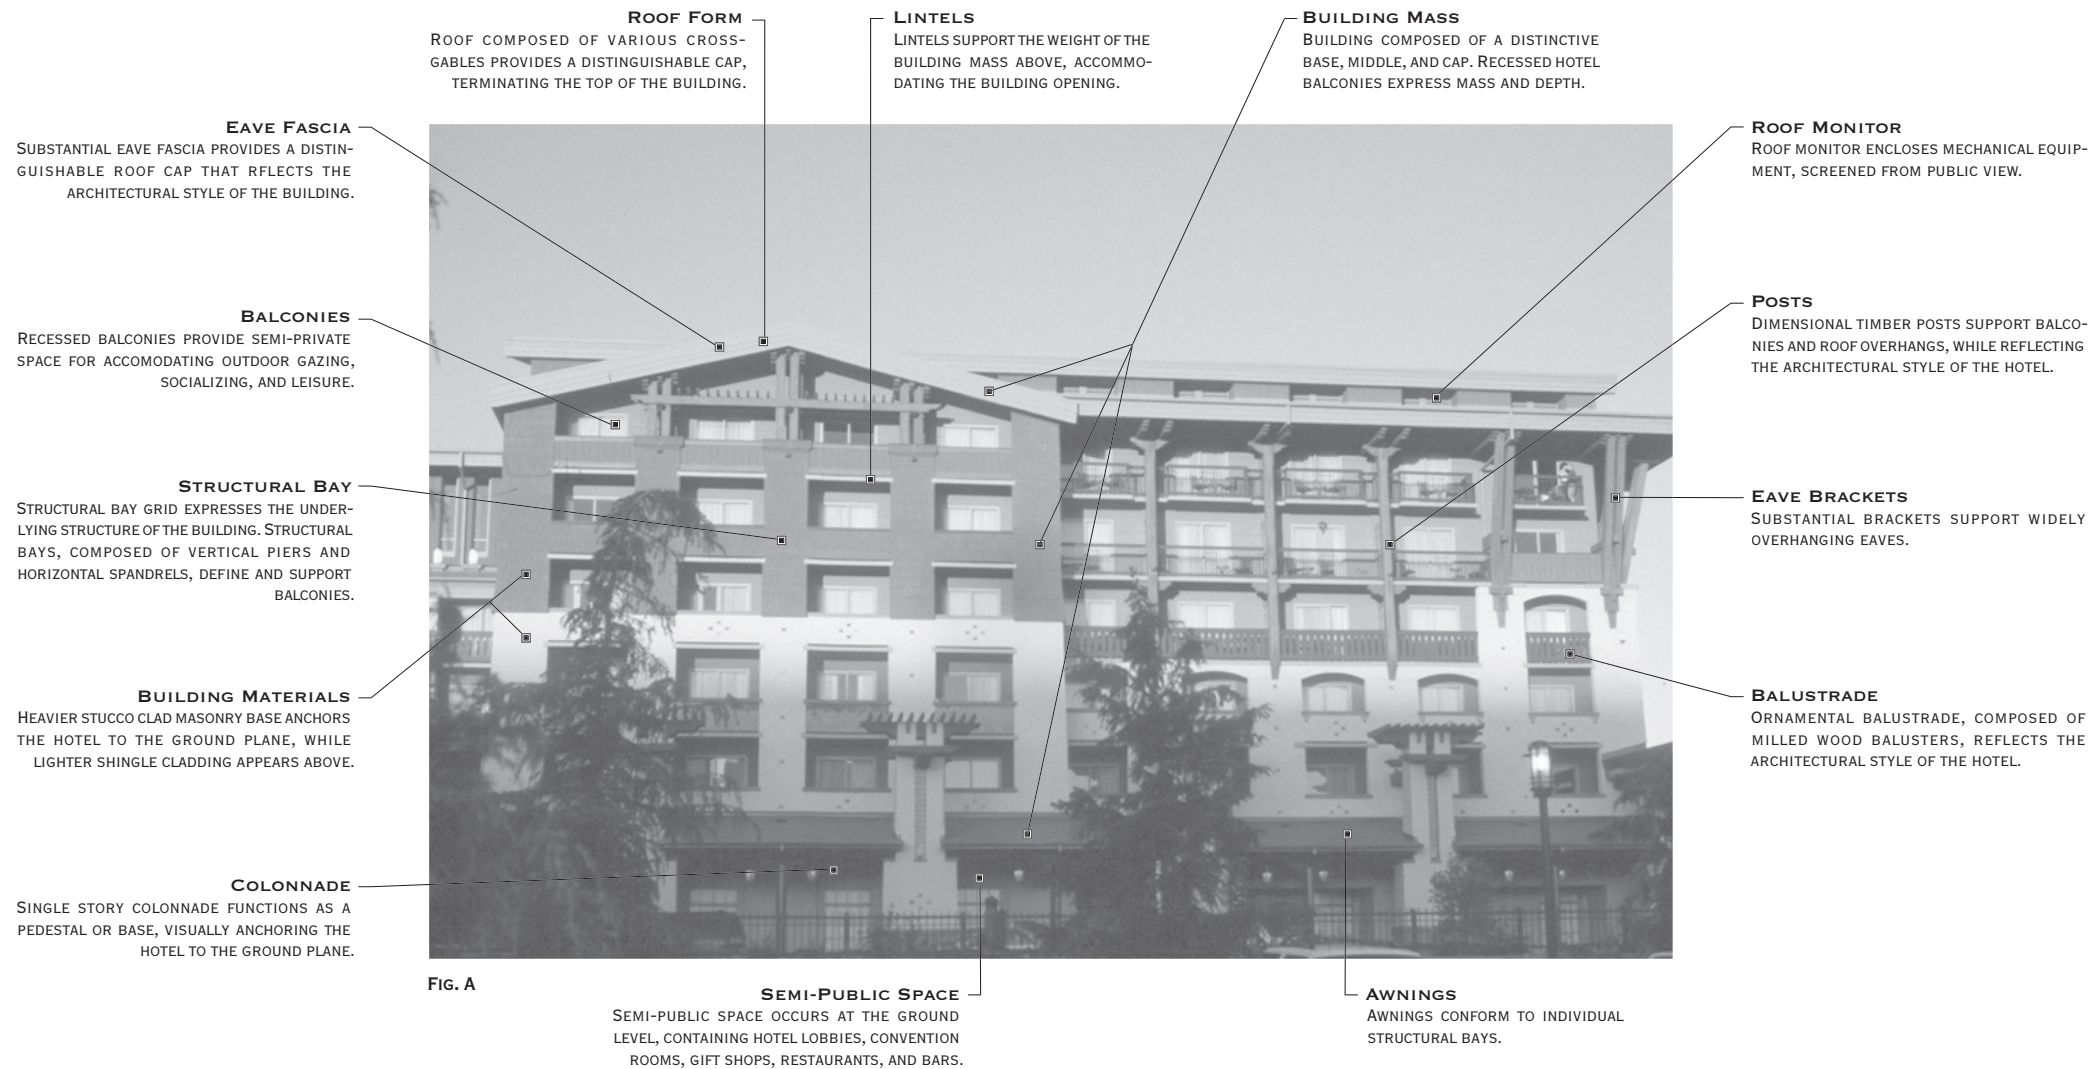 Roof Form
Roof composed of various cross-
gables provides a distinguishable cap,
terminating the top of the building.
Lintels
Lintels support the weight of the
building mass above, accommo-
dating the building opening.
Building Mass
Building composed of a distinctive
base, middle, and cap. Recessed hotel
balconies express mass and depth.
Eave Fascia
Substantial eave fascia provides a distin-
guishable roof cap that rflects the
architectural style of the building.
Roof Monitor
Roof monitor encloses mechanical equip-
ment, screened from public view.
Balconies
Recessed balconies provide semi-private
space for accomodating outdoor gazing,
socializing, and leisure.
Posts
Dimensional timber posts support balco-
nies and roof overhangs, while reflecting
the architectural style of the hotel.
Structural Bay
Structural bay grid expresses the under-
lying structure of the building. Structural
bays, composed of vertical piers and
horizontal spandrels, define and support
balconies.
Eave Brackets
Substantial brackets support widely
overhanging eaves.
Building Materials
Heavier stucco clad masonry base anchors
the hotel to the ground plane, while
lighter shingle cladding appears above.
Balustrade
Ornamental balustrade, composed of
milled wood balusters, reflects the
architectural style of the hotel.
Colonnade
Single story colonnade functions as a
pedestal or base, visually anchoring the
hotel to the ground plane.
Fig. A
Semi-Public Space
Semi-public space occurs at the ground
level, containing hotel lobbies, convention
rooms, gift shops, restaurants, and bars.
Awnings
Awnings conform to individual
structural bays.